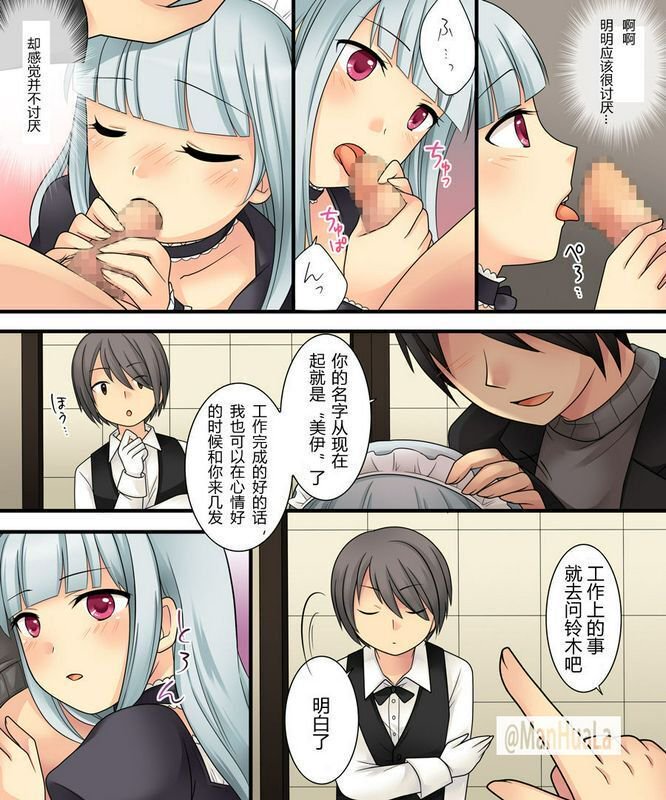 啊啊
明明应该很讨厌…
ぺろ…
ふ…っ
ちゅっ
ちゅぱ
んっ
却感觉并不讨厌
你的名字从现在
起就是“美伊”了
工作完成的好的话，
我也可以在心情好
的时候和你来几发
ほぅ…
工作上的事
就去问铃木吧
明白了
とろん
@ManHuaLa